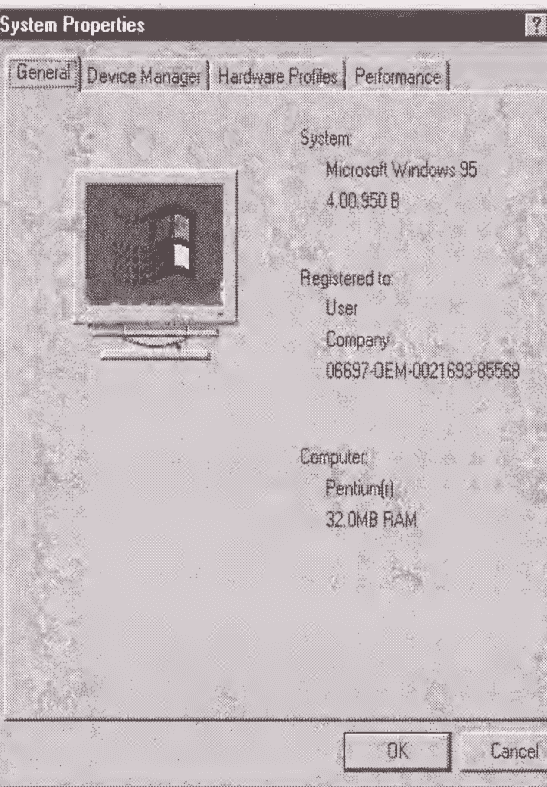 System Properties
?
General Device Manager Hardware Profiles Performance
System:
Microsoft Windows 95
4.00.950 B
Registered to:
User
Company
06697-OEM-0021693-85568
Computer:
Pentium(r)
32.0MB RAM
OK Cancel